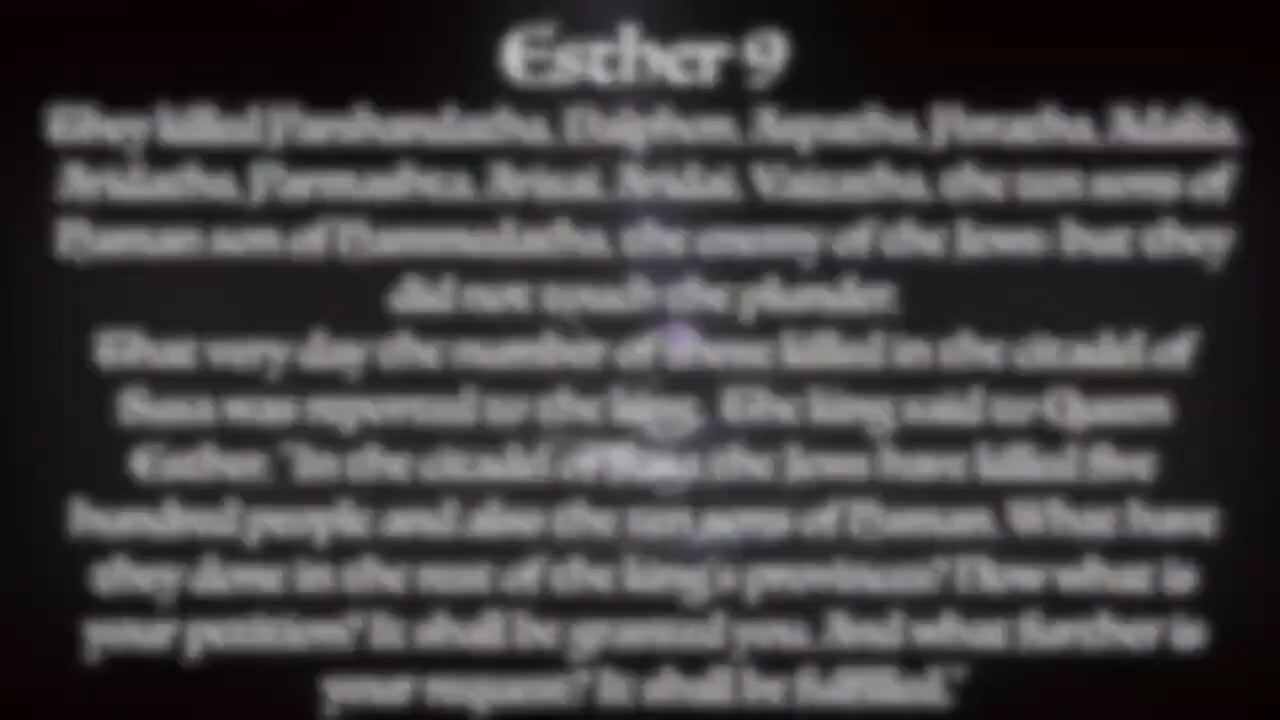 Esther 9
They killed Parshandatha, Dalphon, Aspatha, Poratha, Adalia,
Aridatha, Parmashta, Arisai, Aridai, Vaizatha, the ten sons of
Haman son of Hammedatha, the enemy of the Jews: but they
did not touch the plunder.
That very day the number of those killed in the citadel of
Susa was reported to the king. The king said to Queen
Esther, "In the citadel of Susa the Jews have killed five
hundred people and also the ten sons of Haman. What have
they done in the rest of the king's provinces? Now what is
your petition? It shall be granted you. And what further is
your request? It shall be fulfilled."